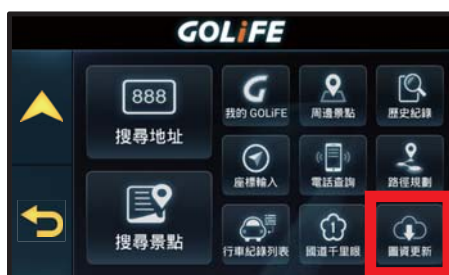 GOLiFE
888
搜尋地址
G
我的 GOLiFE
周邊景點
歷史紀錄
座標輸入
電話查詢
路徑規劃
搜尋景點
行車紀錄列表
1
國道千里眼
圖資更新